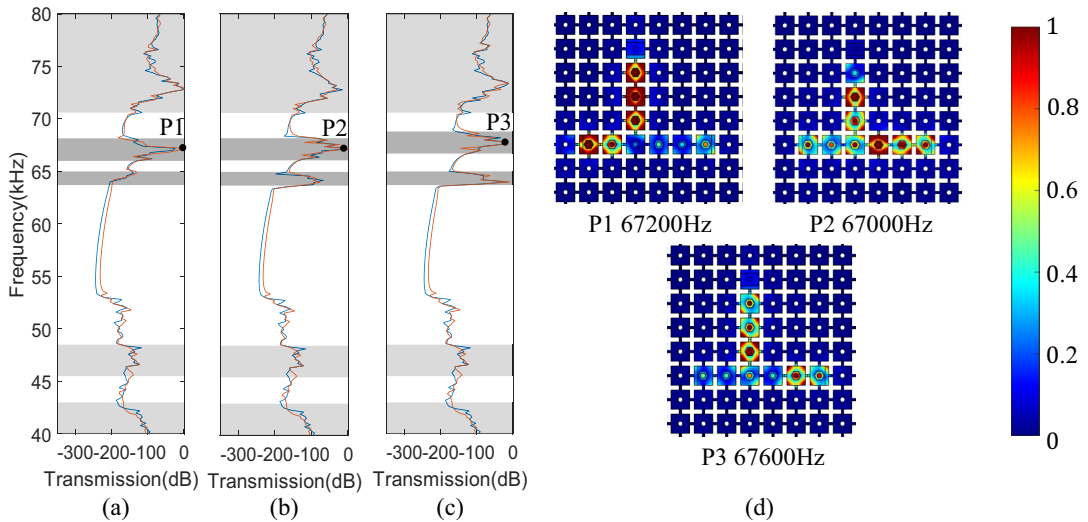 80
75
70
65
60
55
50
45
40
Frequency(kHz)
P1
P2
P3
-300-200-100 0
-300-200-100 0
-300-200-100 0
Transmission(dB)
Transmission(dB)
Transmission(dB)
(a)
(b)
(c)
P1 67200Hz
P2 67000Hz
P3 67600Hz
(d)
1
0.8
0.6
0.4
0.2
0